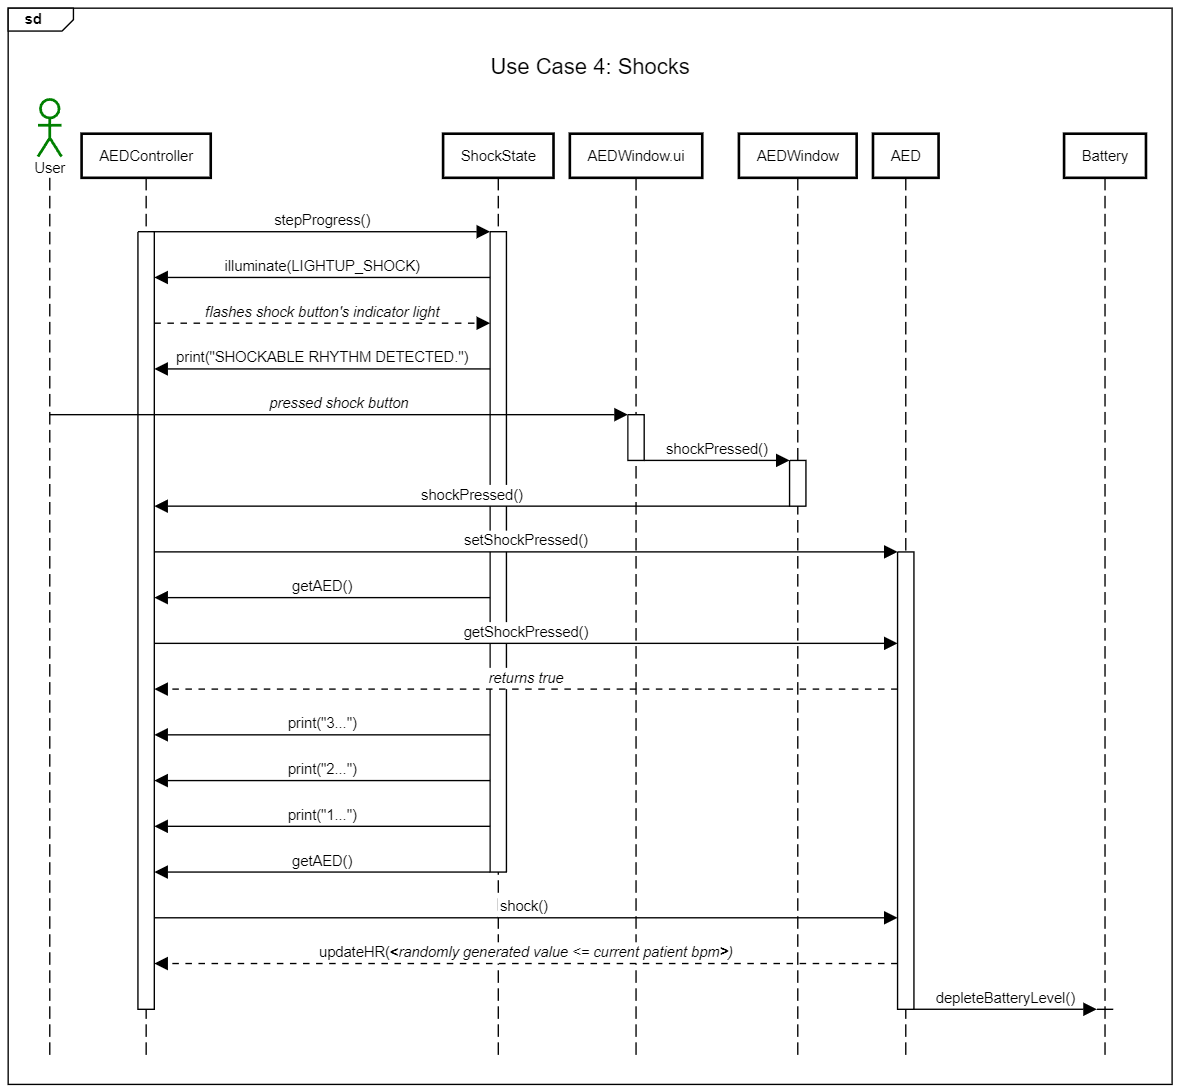 sd
Use Case 4: Shocks
User
AEDController
ShockState
AEDWindow.ui
AEDWindow
AED
Battery
stepProgress()
illuminate(LIGHTUP_SHOCK)
flashes shock button's indicator light
print("SHOCKABLE RHYTHM DETECTED.")
pressed shock button
shockPressed()
shockPressed()
setShockPressed()
getAED()
getShockPressed()
returns true
print("3...")
print("2...")
print("1...")
getAED()
shock()
updateHR(<randomly generated value <= current patient bpm>)
depleteBatteryLevel()